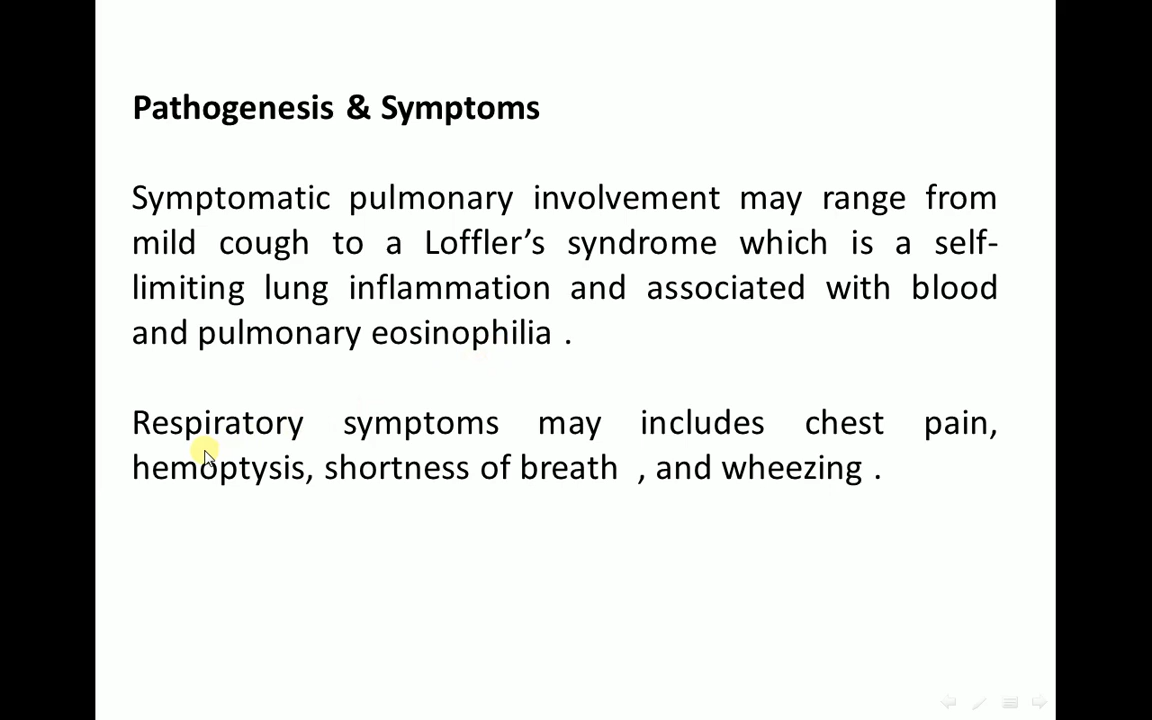 Pathogenesis & Symptoms
Symptomatic pulmonary involvement may range from
mild cough to a Loffler’s syndrome which is a self-
limiting lung inflammation and associated with blood
and pulmonary eosinophilia .
Respiratory symptoms may includes chest pain,
hemoptysis, shortness of breath , and wheezing .